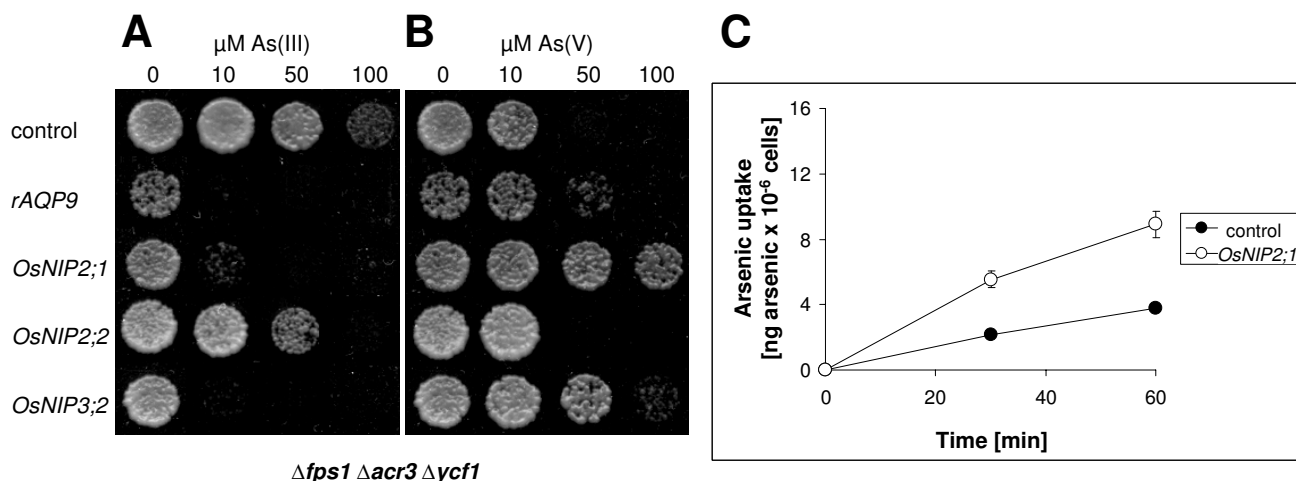 A B C
μM As(III) μM As(V)
0 10 50 100 0 10 50 100
control
rAQP9
OsNIP2;1
OsNIP2;2
OsNIP3;2
Δfps1 Δacr3 Δycf1
Arsenic uptake
[ng arsenic x 10⁻⁶ cells]
16
12
8
4
0
0 20 40 60
Time [min]
control
OsNIP2;1